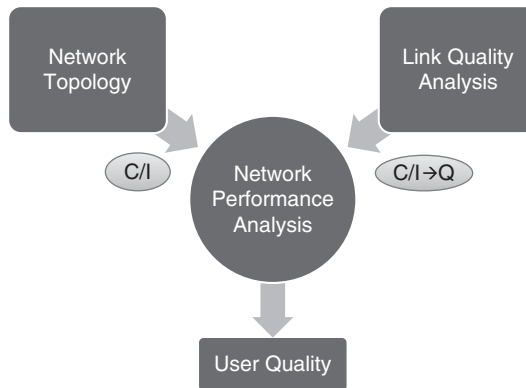 Network
Topology
Link Quality
Analysis
C/I
C/I→Q
Network
Performance
Analysis
User Quality